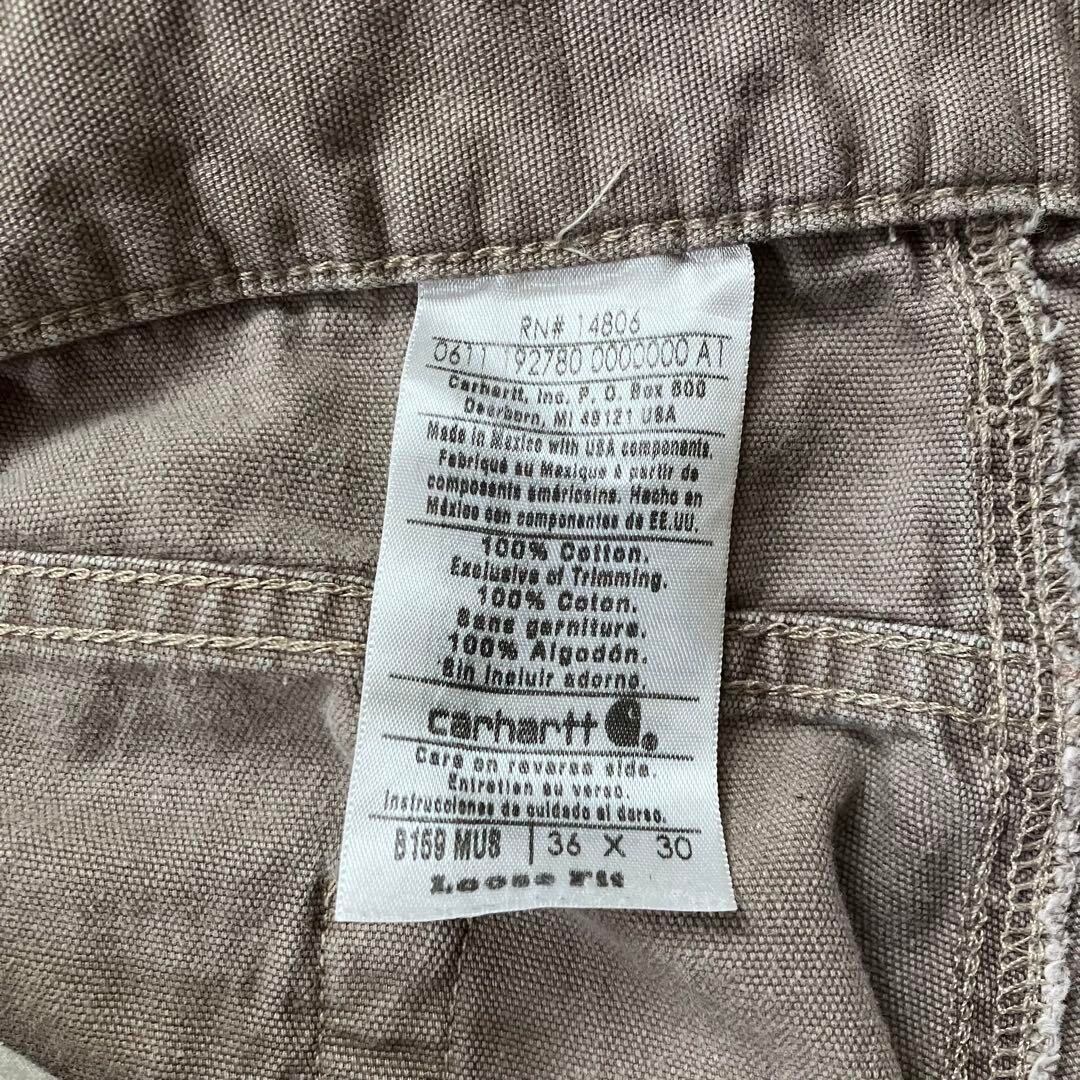 RN# 14806
0611 192780 0000000 A1
Carhartt, Inc. P. O. Box 600
Dearborn, MI 48121 USA
Made in Mexico with USA components.
Fabriqué au Mexique à partir de
composants américains. Hecho en
México con componentes de EE.UU.
100% Cotton.
Exclusive of Trimming.
100% Coton.
Sans garniture.
100% Algodón.
Sin incluir adorno.
carhartt
Care on reverse side.
Entretien au verso.
Instrucciones de cuidado al dorso.
B159 MUS 36 X 30
Loose Fit